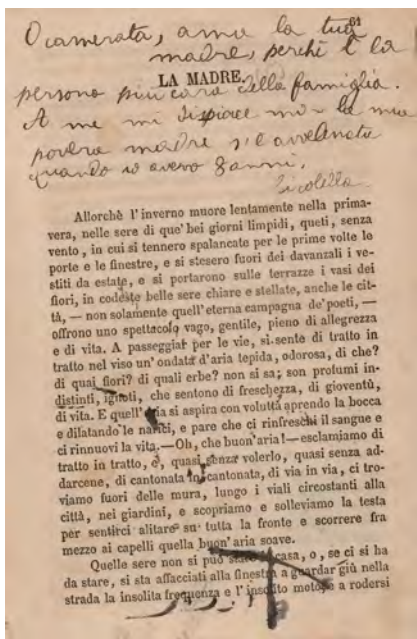 O camerata, ama la tua
61
madre, perchè è la
LA MADRE.
persona più cara della famiglia.
A me mi dispiace la mia
povera madre s'è avvelenata
quando io avevo anni.
Allorchè l'inverno muore lentamente nella prima-
vera, nelle sere di que' bei giorni limpidi, queti, senza
vento, in cui si tennero spalancate per le prime volte le
porte e le finestre, e si stesero fuori dei davanzali i ve-
stiti da estate, e si portarono sulle terrazze i vasi dei
fiori, in codeste belle sere chiare e stellate, anche le cit-
tà, — non solamente quell'eterna campagna de' poeti, —
offrono uno spettacolo vago, gentile, pieno di allegrezza
e di vita. A passeggiar per le vie, si sente di tratto in
tratto nel viso un' ondata d'aria tepida, odorosa, di che?
di quai fiori? di quali erbe? non si sa; son profumi in-
distinti, ignoti, che sentono di freschezza, di gioventù,
di vita. E quell'aria si aspira con voluttà aprendo la bocca
e dilatando le narici, e pare che ci rinfreschi il sangue e
ci rinnuovi la vita. — Oh, che buon'aria! — esclamiamo di
tratto in tratto, e, quasi senza volerlo, quasi senza ad-
darcene, di cantonata in cantonata, di via in via, ci tro-
viamo fuori delle mura, lungo i viali circostanti alla
città, nei giardini, e scopriamo e solleviamo la testa
per sentirci alitare su tutta la fronte e scorrere fra
mezzo ai capelli quella buon' aria soave.
Quelle sere non si può stare in casa, o, se ci si ha
da stare, si sta affacciati alla finestra a guardar giù nella
strada la insolita frequenza e l'insolito moto, e a rodersi